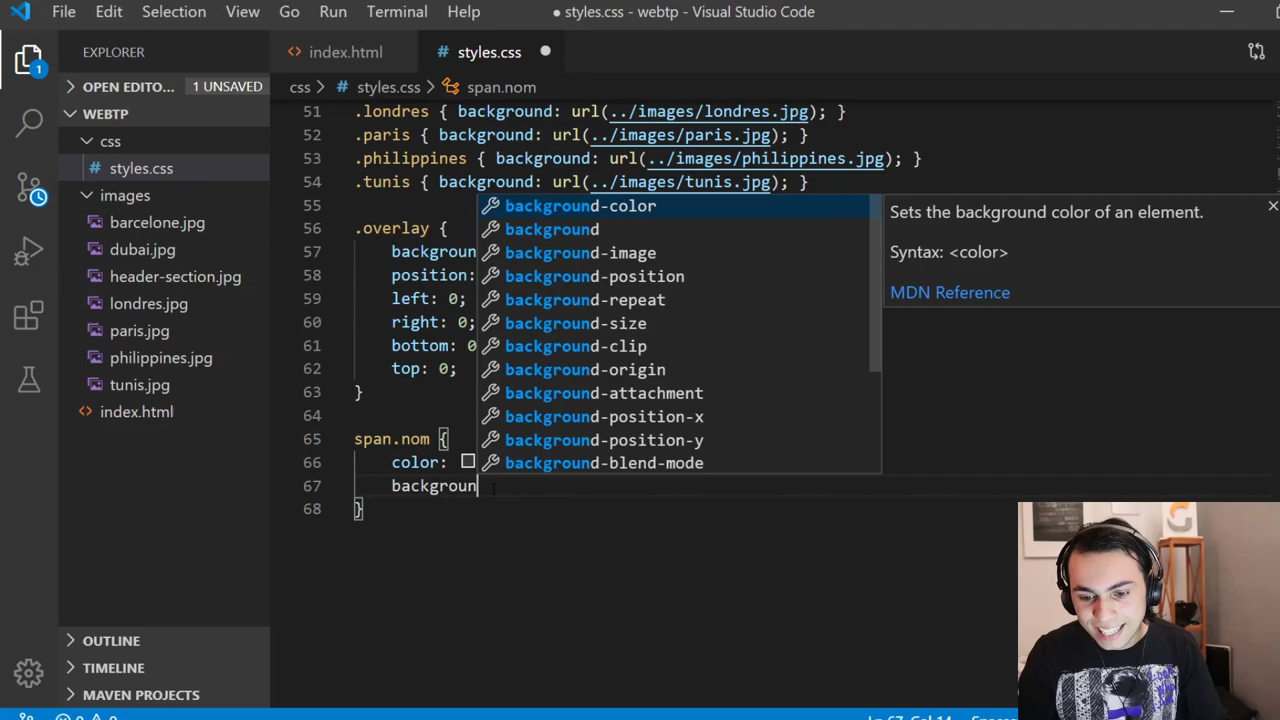 File Edit Selection View Go Run Terminal Help ● styles.css - webtp - Visual Studio Code
EXPLORER
1
OPEN EDITO... 1 UNSAVED
WEBTP
css
# styles.css
images
barcelone.jpg
dubai.jpg
header-section.jpg
londres.jpg
paris.jpg
philippines.jpg
tunis.jpg
<> index.html
OUTLINE
TIMELINE
MAVEN PROJECTS
<> index.html # styles.css ●
css > # styles.css > span.nom
51 .londres { background: url(../images/londres.jpg); }
52 .paris { background: url(../images/paris.jpg); }
53 .philippines { background: url(../images/philippines.jpg); }
54 .tunis { background: url(../images/tunis.jpg); }
55
56 .overlay {
57 backgroun
58 position:
59 left: 0;
60 right: 0;
61 bottom: 0
62 top: 0;
63 }
64
65 span.nom {
66 color:
67 backgroun
68 }
background-color
background
background-image
background-position
background-repeat
background-size
background-clip
background-origin
background-attachment
background-position-x
background-position-y
background-blend-mode
Sets the background color of an element. ×
Syntax: <color>
MDN Reference